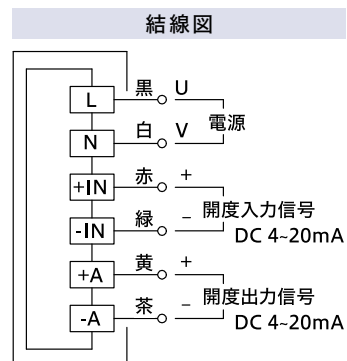 結線図
L 黒 U
N 白 V
電源
+IN 赤 +
-IN 緑 −
開度入力信号
DC 4~20mA
+A 黄 +
-A 茶 −
開度出力信号
DC 4~20mA